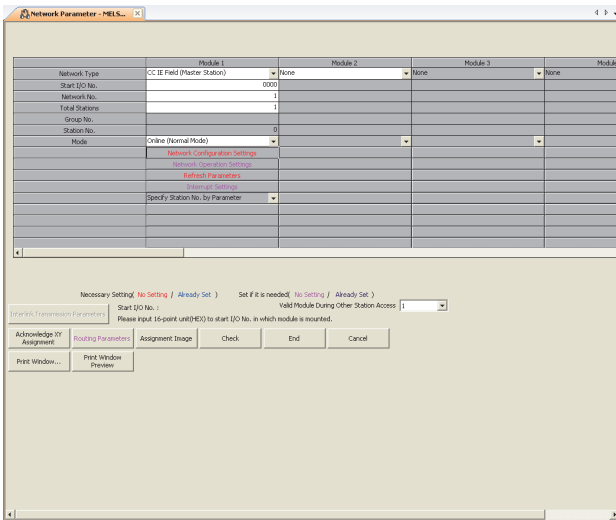 Network Parameter - MELS...
Module 1 Module 2 Module 3 Module
Network Type CC IE Field (Master Station) None None None
Start I/O No. 0000
Network No. 1
Total Stations 1
Group No.
Station No. 0
Mode Online (Normal Mode)
Network Configuration Settings
Network Operation Settings
Refresh Parameters
Interrupt Settings
Specify Station No. by Parameter
Necessary Setting( No Setting / Already Set ) Set if it is needed( No Setting / Already Set )
Interlink Transmission Parameters Start I/O No. : Valid Module During Other Station Access 1
Please input 16-point unit(HEX) to start I/O No. in which module is mounted.
Acknowledge XY Assignment Routing Parameters Assignment Image Check End Cancel
Print Window... Print Window Preview